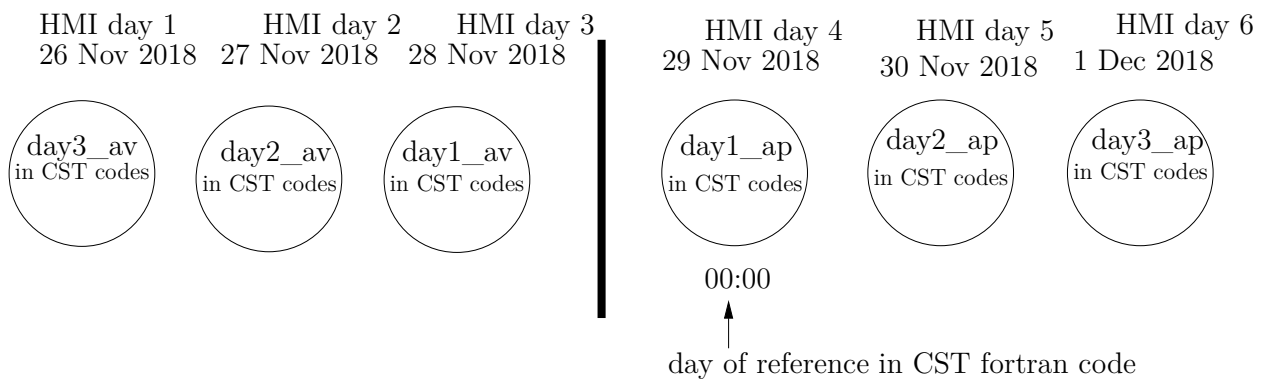 HMI day 1 HMI day 2 HMI day 3 HMI day 4 HMI day 5 HMI day 6
26 Nov 2018 27 Nov 2018 28 Nov 2018 29 Nov 2018 30 Nov 2018 1 Dec 2018
day3_av day2_av day1_av day1_ap day2_ap day3_ap
in CST codes in CST codes in CST codes in CST codes in CST codes in CST codes
00:00
day of reference in CST fortran code